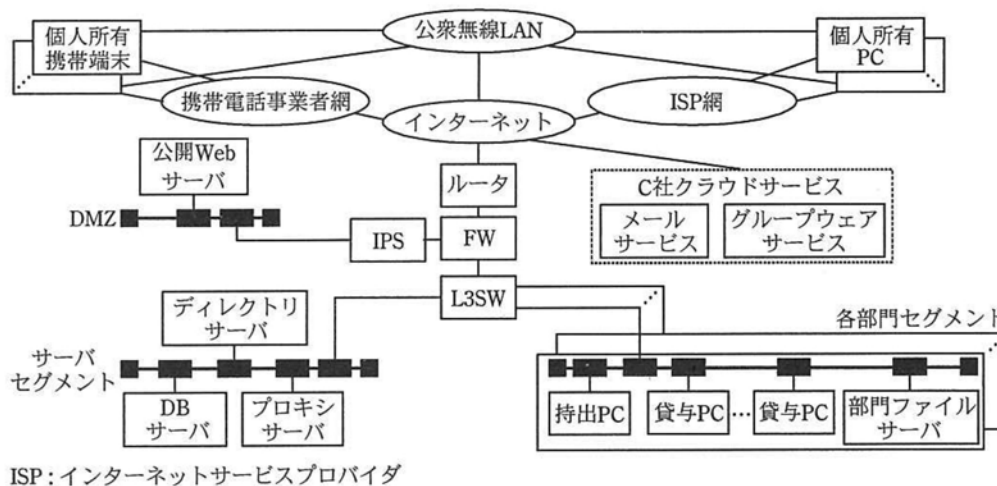 公衆無線LAN
個人所有
携帯端末
個人所有
PC
携帯電話事業者網
ISP網
インターネット
公開Web
サーバ
ルータ
C社クラウドサービス
メール
サービス
グループウェア
サービス
DMZ
IPS
FW
L3SW
ディレクトリ
サーバ
各部門セグメント
サーバ
セグメント
DB
サーバ
プロキシ
サーバ
持出PC
貸与PC
…
貸与PC
部門ファイル
サーバ
ISP:インターネットサービスプロバイダ